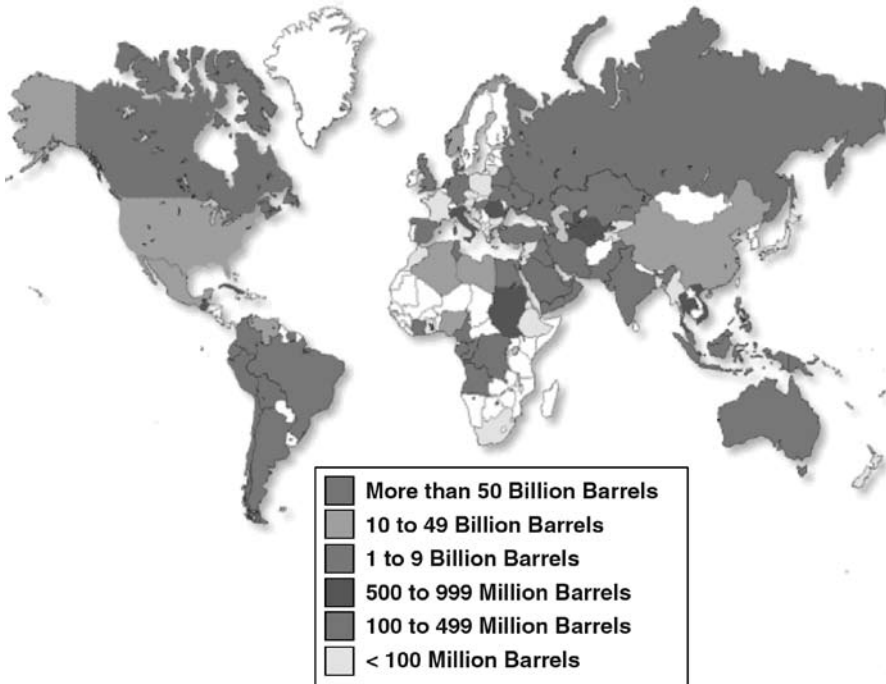 More than 50 Billion Barrels
10 to 49 Billion Barrels
1 to 9 Billion Barrels
500 to 999 Million Barrels
100 to 499 Million Barrels
< 100 Million Barrels